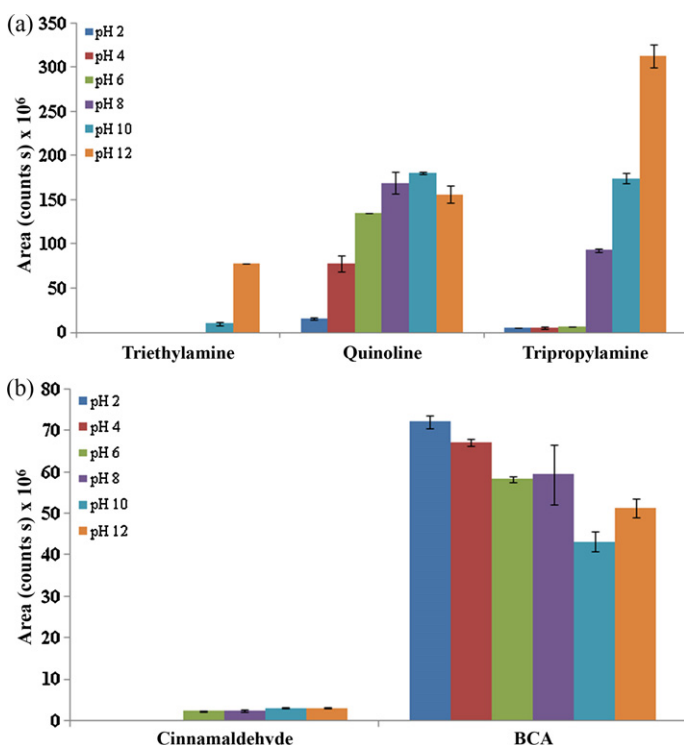 (a)
pH 2
pH 4
pH 6
pH 8
pH 10
pH 12
Area (counts s) x 10⁶
350
300
250
200
150
100
50
0
Triethylamine Quinoline Tripropylamine
(b)
pH 2
pH 4
pH 6
pH 8
pH 10
pH 12
Area (counts s) x 10⁶
80
70
60
50
40
30
20
10
0
Cinnamaldehyde BCA